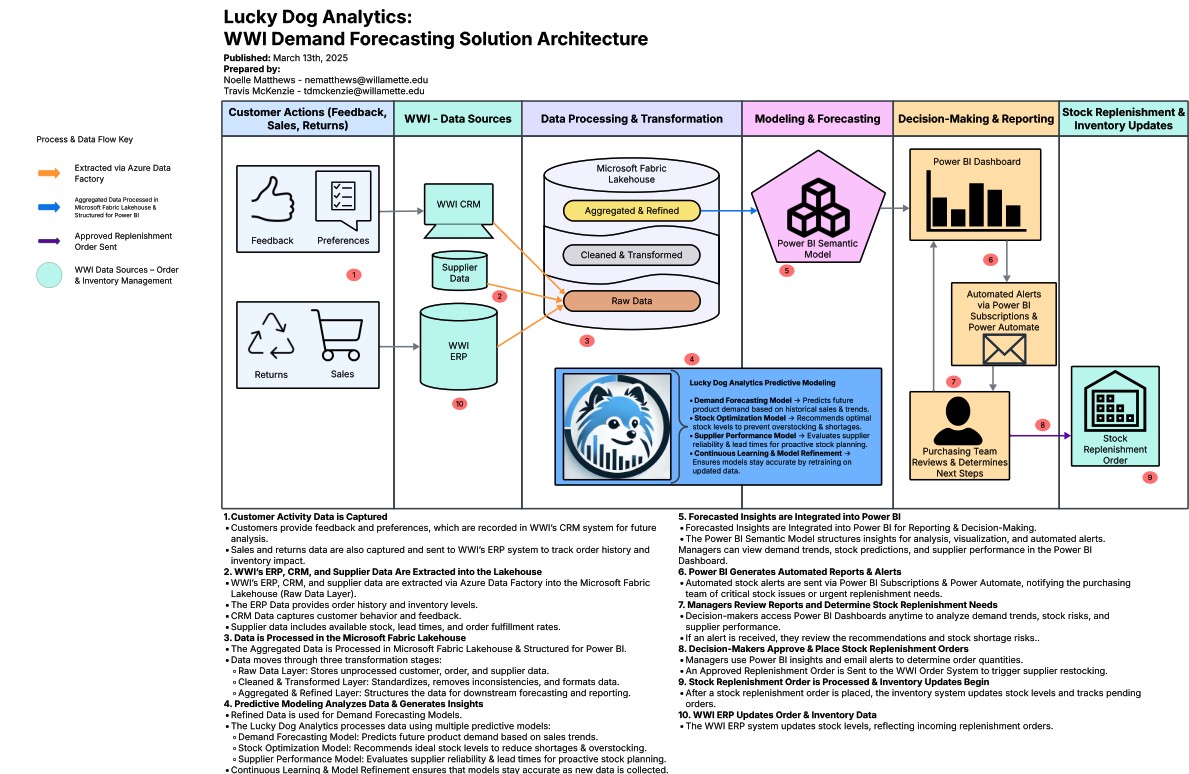 Lucky Dog Analytics:
WWI Demand Forecasting Solution Architecture
Published: March 13th, 2025
Prepared by:
Noelle Matthews - nematthews@willamette.edu
Travis McKenzie - tdmckenzie@willamette.edu
Process & Data Flow Key
Extracted via Azure Data
Factory
Aggregated Data Processed in
Microsoft Fabric Lakehouse &
Structured for Power BI
Approved Replenishment
Order Sent
WWI Data Sources – Order
& Inventory Management
Customer Actions (Feedback,
Sales, Returns)
WWI - Data Sources
Data Processing & Transformation
Modeling & Forecasting
Decision-Making & Reporting
Stock Replenishment &
Inventory Updates
Feedback
Preferences
1
Returns
Sales
WWI CRM
Supplier
Data
2
WWI
ERP
10
Microsoft Fabric
Lakehouse
Aggregated & Refined
Cleaned & Transformed
Raw Data
3
4
Lucky Dog Analytics Predictive Modeling
• Demand Forecasting Model → Predicts future
product demand based on historical sales & trends.
• Stock Optimization Model → Recommends optimal
stock levels to prevent overstocking & shortages.
• Supplier Performance Model → Evaluates supplier
reliability & lead times for proactive stock planning.
• Continuous Learning & Model Refinement →
Ensures models stay accurate by retraining on
updated data.
Power BI Semantic
Model
5
Power BI Dashboard
6
Automated Alerts
via Power BI
Subscriptions &
Power Automate
7
Purchasing Team
Reviews & Determines
Next Steps
8
Stock
Replenishment
Order
9
1.Customer Activity Data is Captured
• Customers provide feedback and preferences, which are recorded in WWI's CRM system for future
analysis.
• Sales and returns data are also captured and sent to WWI's ERP system to track order history and
inventory impact.
2. WWI's ERP, CRM, and Supplier Data Are Extracted into the Lakehouse
• WWI's ERP, CRM, and supplier data are extracted via Azure Data Factory into the Microsoft Fabric
Lakehouse (Raw Data Layer).
• The ERP Data provides order history and inventory levels.
• CRM Data captures customer behavior and feedback.
• Supplier data includes available stock, lead times, and order fulfillment rates.
3. Data is Processed in the Microsoft Fabric Lakehouse
• The Aggregated Data is Processed in Microsoft Fabric Lakehouse & Structured for Power BI.
• Data moves through three transformation stages:
◦ Raw Data Layer: Stores unprocessed customer, order, and supplier data.
◦ Cleaned & Transformed Layer: Standardizes, removes inconsistencies, and formats data.
◦ Aggregated & Refined Layer: Structures the data for downstream forecasting and reporting.
4. Predictive Modeling Analyzes Data & Generates Insights
• Refined Data is used for Demand Forecasting Models.
• The Lucky Dog Analytics processes data using multiple predictive models:
◦ Demand Forecasting Model: Predicts future product demand based on sales trends.
◦ Stock Optimization Model: Recommends ideal stock levels to reduce shortages & overstocking.
◦ Supplier Performance Model: Evaluates supplier reliability & lead times for proactive stock planning.
• Continuous Learning & Model Refinement ensures that models stay accurate as new data is collected.
5. Forecasted Insights are Integrated into Power BI
• Forecasted Insights are Integrated into Power BI for Reporting & Decision-Making.
• The Power BI Semantic Model structures insights for analysis, visualization, and automated alerts.
Managers can view demand trends, stock predictions, and supplier performance in the Power BI
Dashboard.
6. Power BI Generates Automated Reports & Alerts
• Automated stock alerts are sent via Power BI Subscriptions & Power Automate, notifying the purchasing
team of critical stock issues or urgent replenishment needs.
7. Managers Review Reports and Determine Stock Replenishment Needs
• Decision-makers access Power BI Dashboards anytime to analyze demand trends, stock risks, and
supplier performance.
• If an alert is received, they review the recommendations and stock shortage risks..
8. Decision-Makers Approve & Place Stock Replenishment Orders
• Managers use Power BI insights and email alerts to determine order quantities.
• An Approved Replenishment Order is Sent to the WWI Order System to trigger supplier restocking.
9. Stock Replenishment Order is Processed & Inventory Updates Begin
• After a stock replenishment order is placed, the inventory system updates stock levels and tracks pending
orders.
10. WWI ERP Updates Order & Inventory Data
• The WWI ERP system updates stock levels, reflecting incoming replenishment orders.